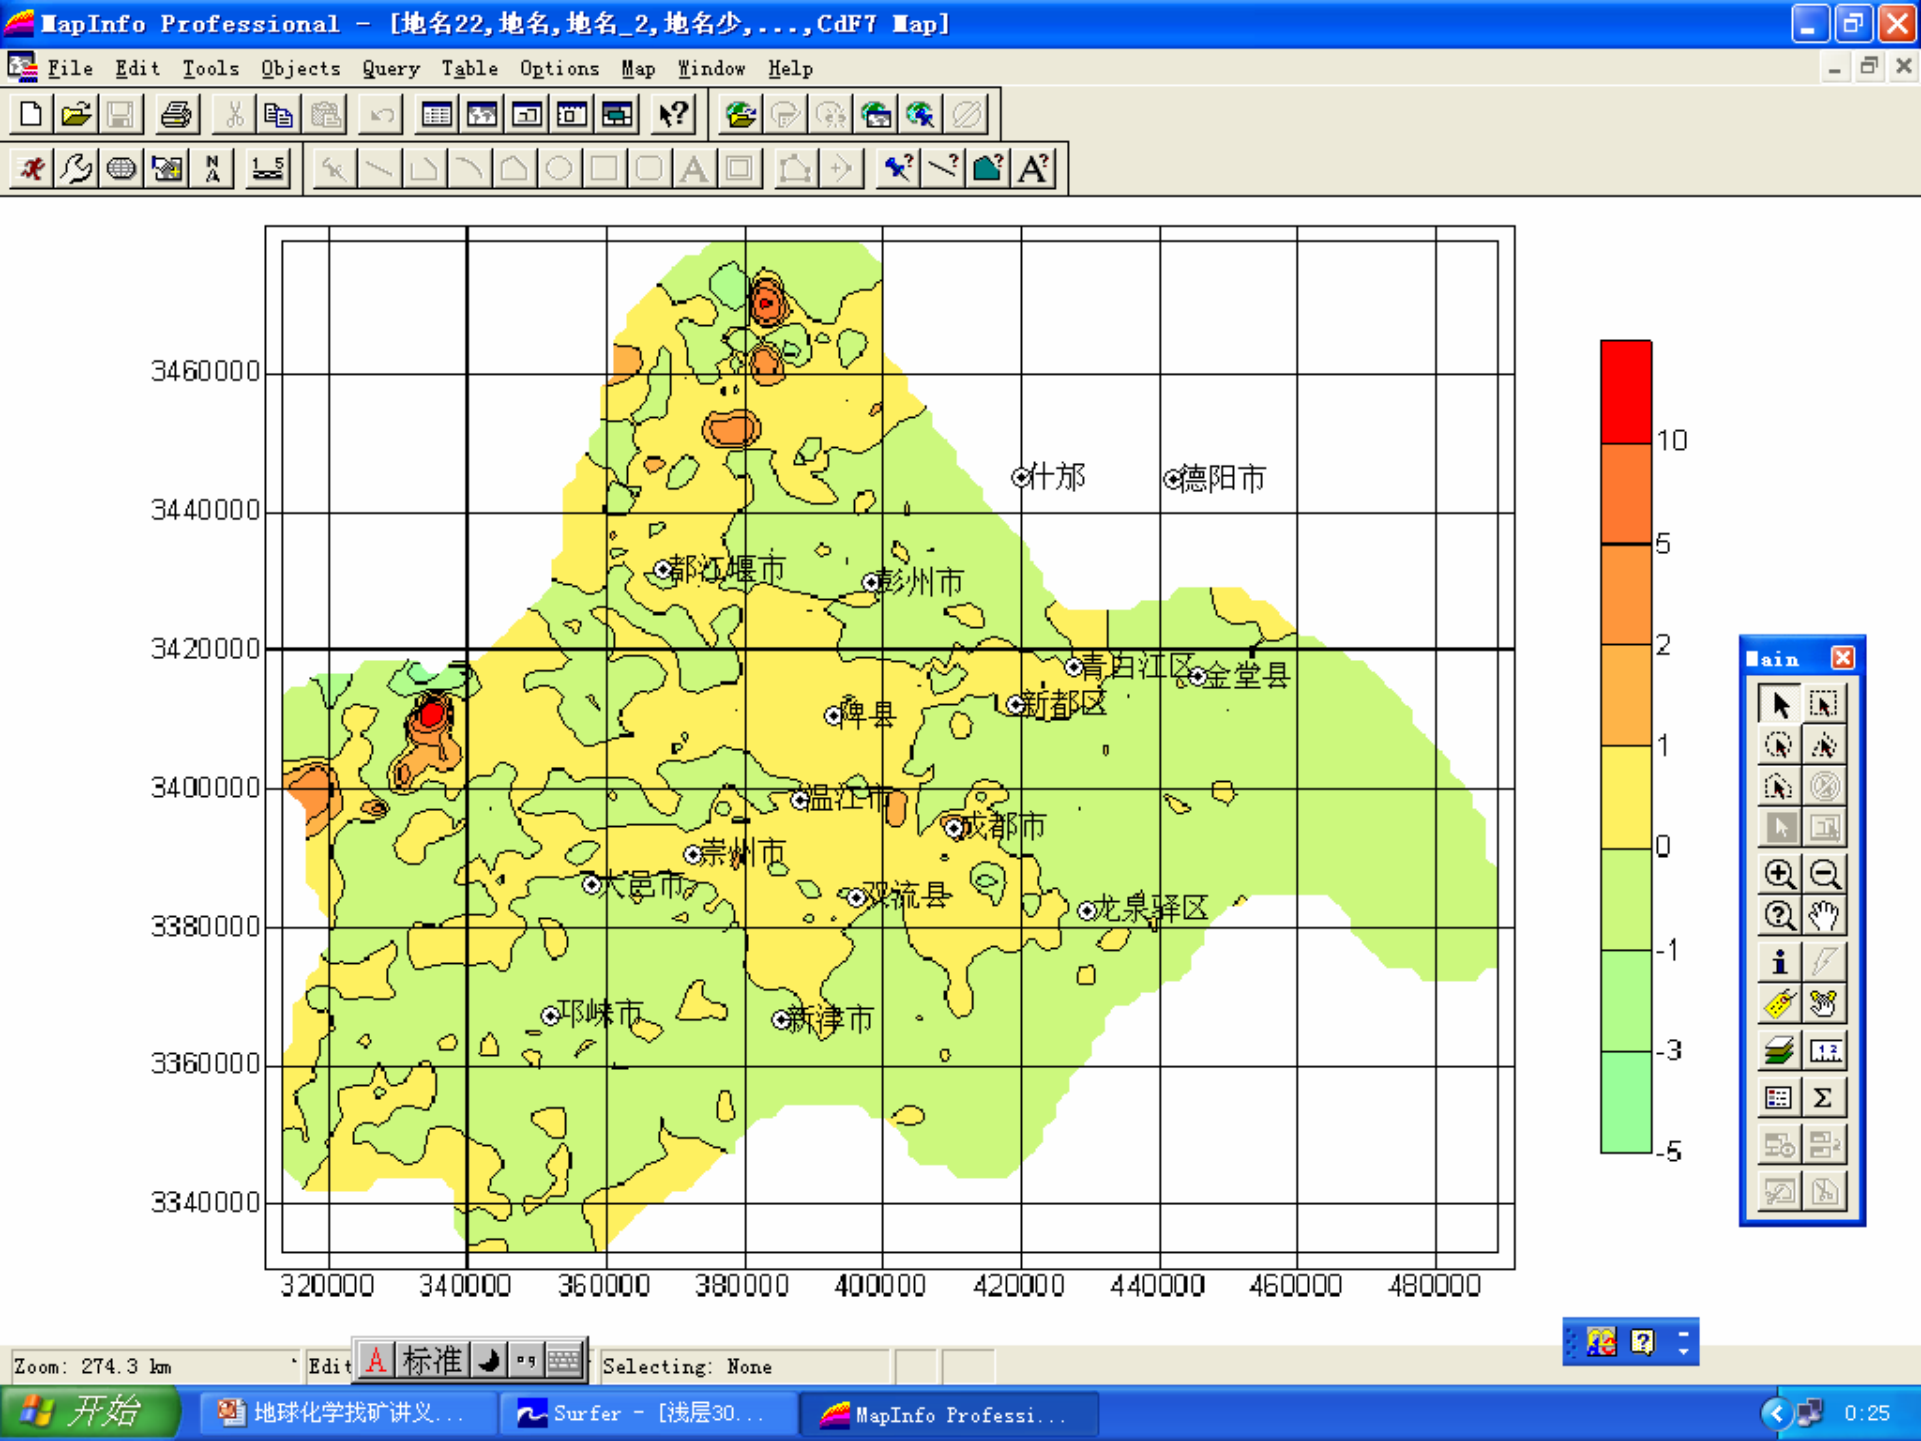 MapInfo Professional - [地名22,地名,地名_2,地名少,...,CdF7 Map]
File Edit Tools Objects Query Table Options Map Window Help
N
A
1..5
3460000
3440000
3420000
3400000
3380000
3360000
3340000
320000 340000 360000 380000 400000 420000 440000 460000 480000
什邡
德阳市
都江堰市
彭州市
青白江区
金堂县
新都区
郫县
温江市
成都市
崇州市
大邑市
双流县
龙泉驿区
邛崃市
新津市
10
5
2
1
0
-1
-3
-5
Main
Zoom: 274.3 km
Edit
A 标准
Selecting: None
开始
地球化学找矿讲义...
Surfer - [浅层30...
MapInfo Professi...
0:25